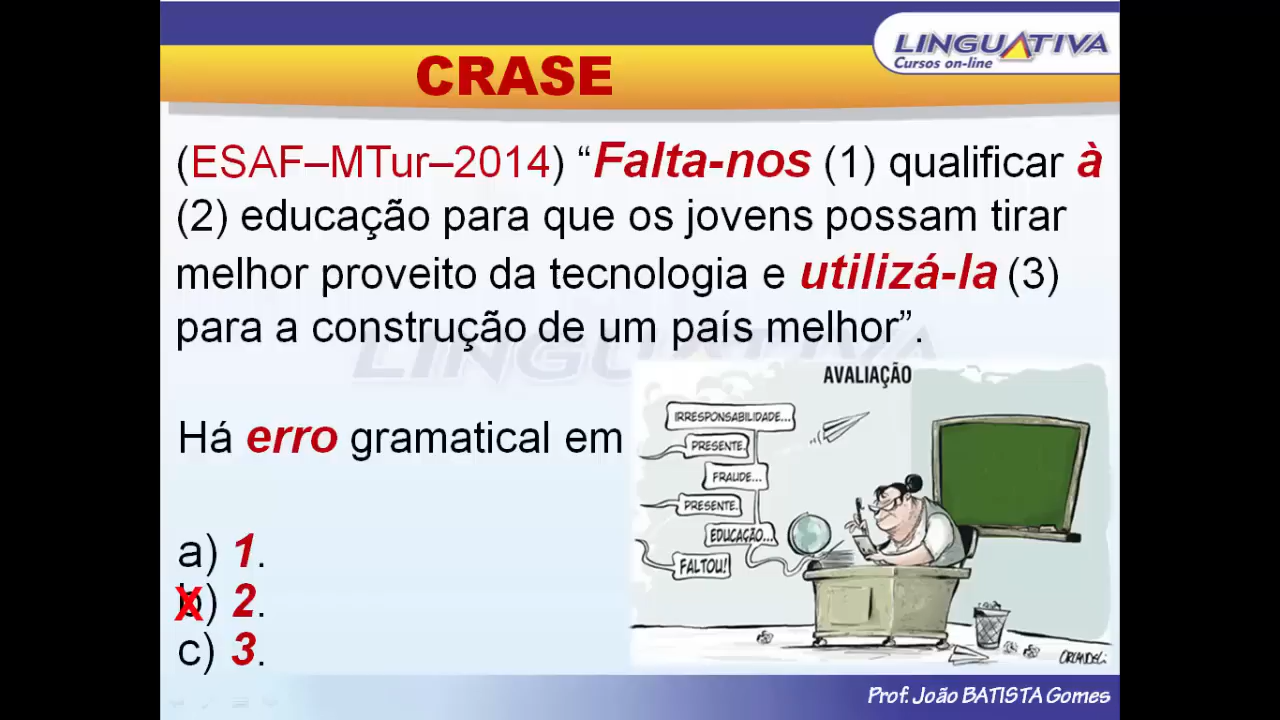 LINGUATIVA
Cursos on-line
CRASE
(ESAF–MTur–2014) “Falta-nos (1) qualificar à
(2) educação para que os jovens possam tirar
melhor proveito da tecnologia e utilizá-la (3)
para a construção de um país melhor”.
LINGUATIVA
AVALIAÇÃO
IRRESPONSABILIDADE...
PRESENTE.
FRAUDE...
PRESENTE.
EDUCAÇÃO...
FALTOU!
Há erro gramatical em
a) 1.
X b) 2.
c) 3.
ORLANDELI
Prof. João BATISTA Gomes